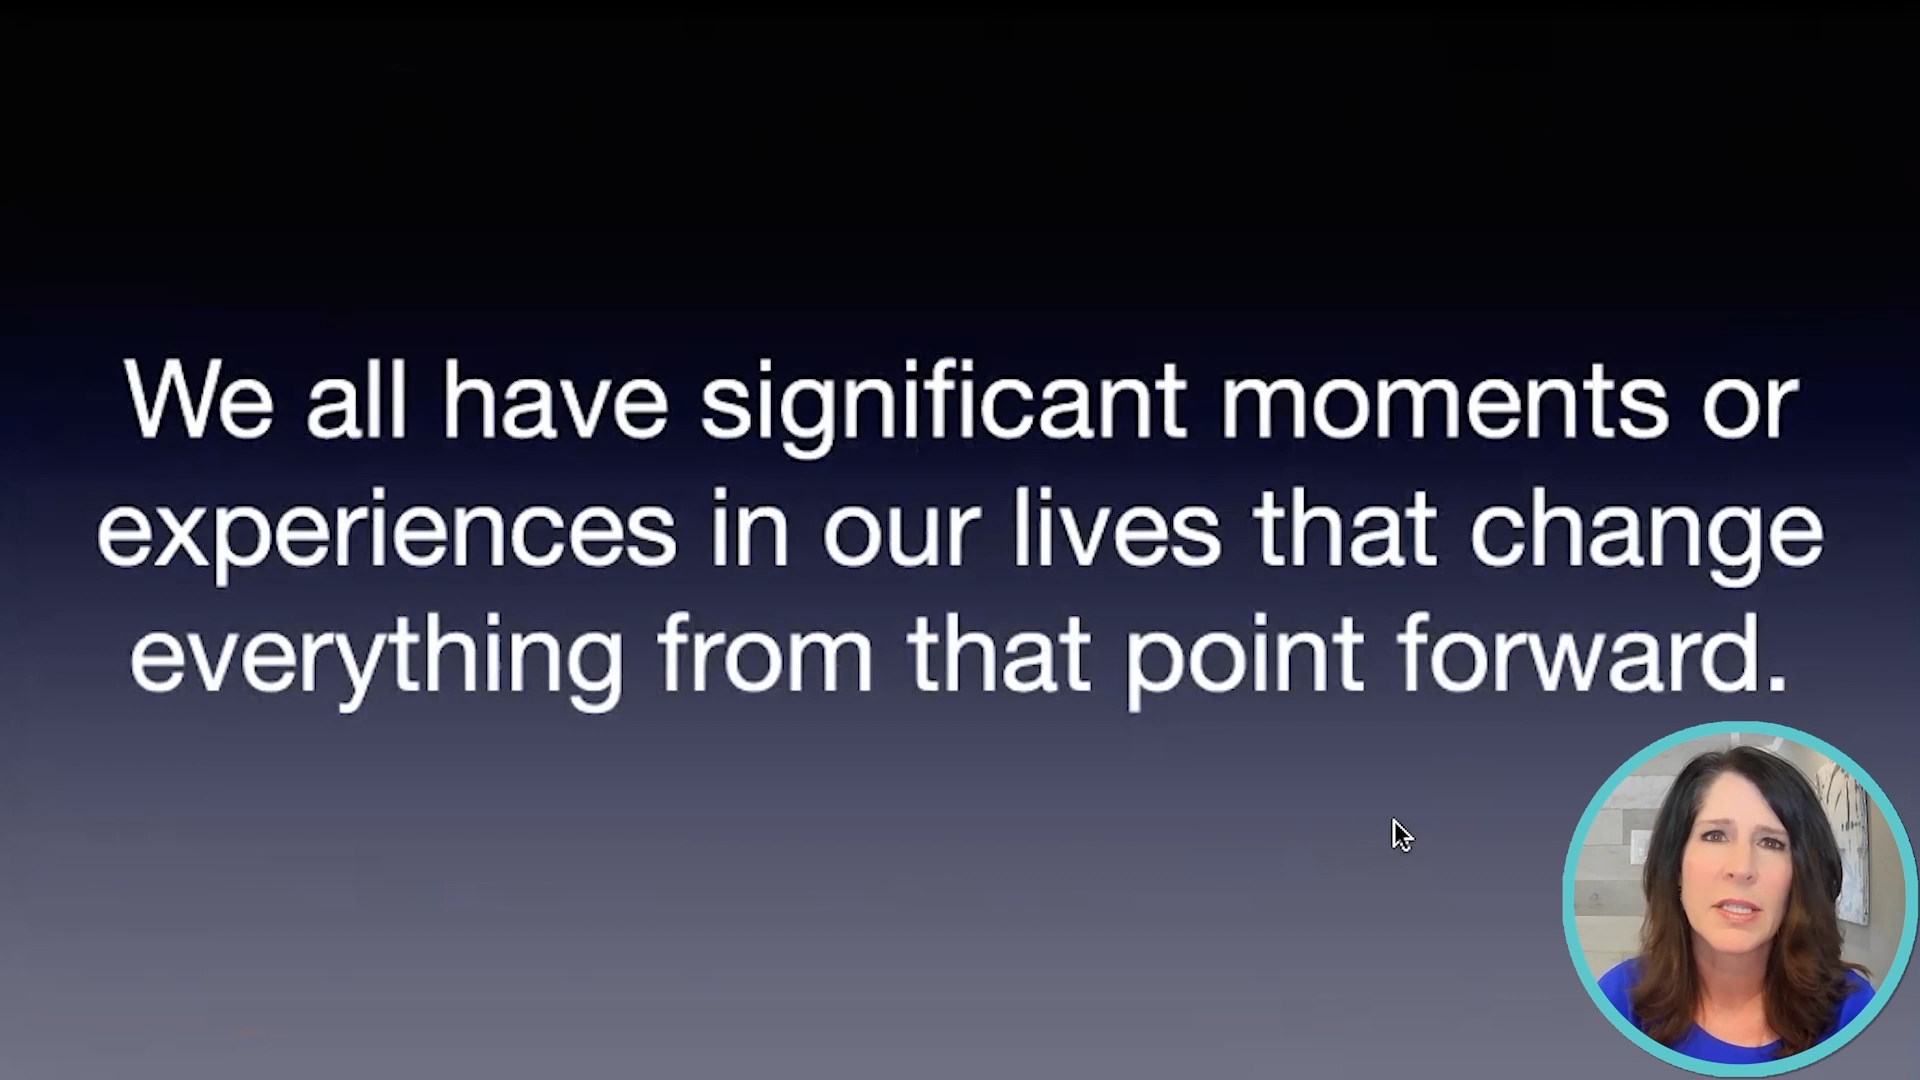 We all have significant moments or
experiences in our lives that change
everything from that point forward.